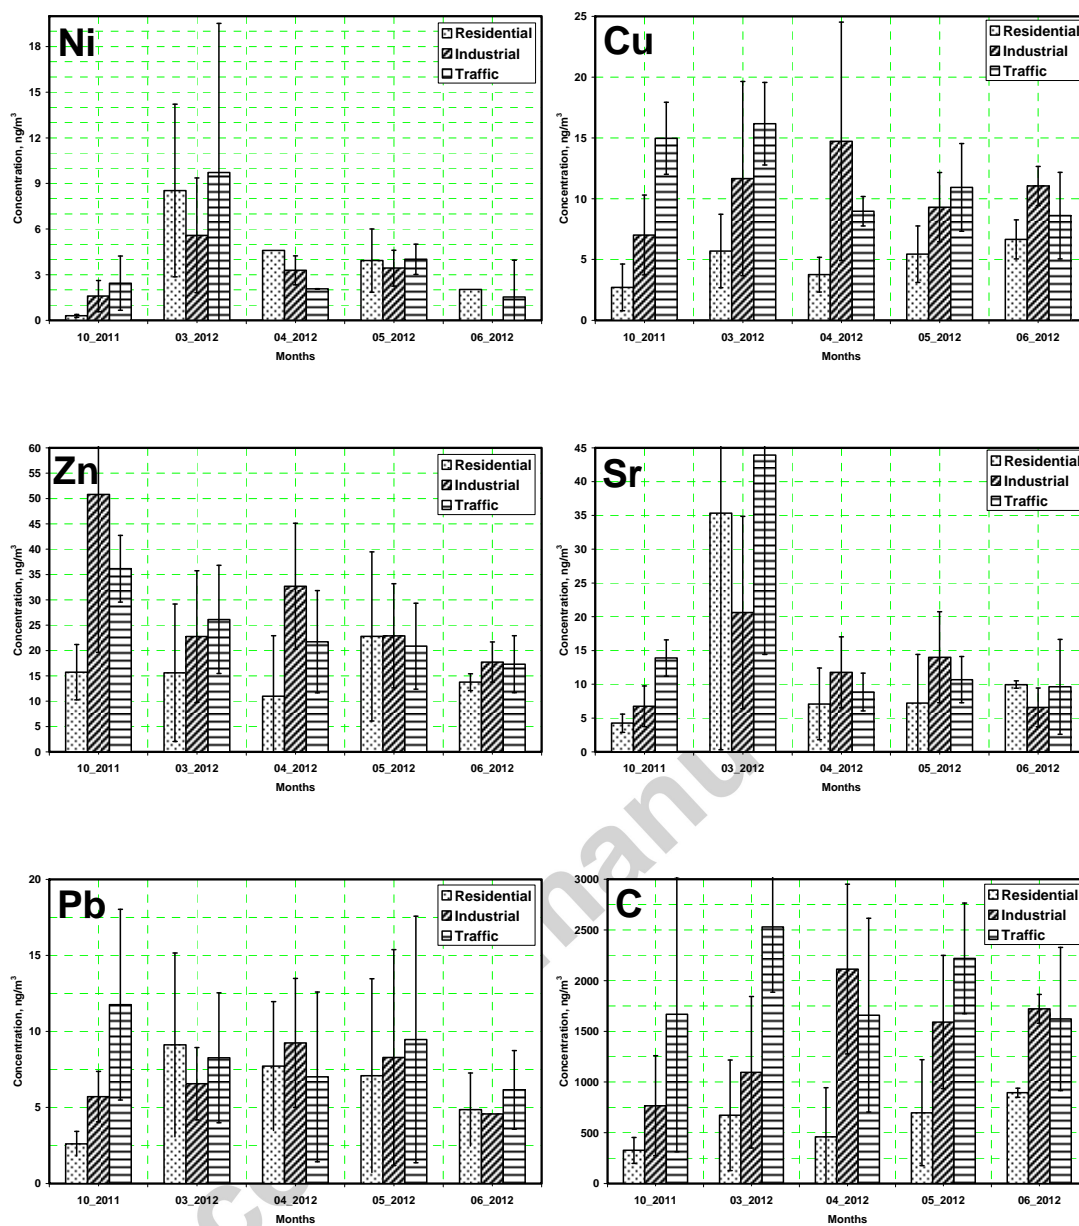 Ni
Residential
Industrial
Traffic
18
15
12
9
6
3
0
Concentration, ng/m³
10_2011
03_2012
04_2012
05_2012
06_2012
Months
Cu
Residential
Industrial
Traffic
25
20
15
10
5
0
Concentration, ng/m³
10_2011
03_2012
04_2012
05_2012
06_2012
Months
Zn
Residential
Industrial
Traffic
60
55
50
45
40
35
30
25
20
15
10
5
0
Concentration, ng/m³
10_2011
03_2012
04_2012
05_2012
06_2012
Months
Sr
Residential
Industrial
Traffic
45
40
35
30
25
20
15
10
5
0
Concentration, ng/m³
10_2011
03_2012
04_2012
05_2012
06_2012
Months
Pb
Residential
Industrial
Traffic
20
15
10
5
0
Concentration, ng/m³
10_2011
03_2012
04_2012
05_2012
06_2012
Months
C
Residential
Industrial
Traffic
3000
2500
2000
1500
1000
500
0
Concentration, ng/m³
10_2011
03_2012
04_2012
05_2012
06_2012
Months